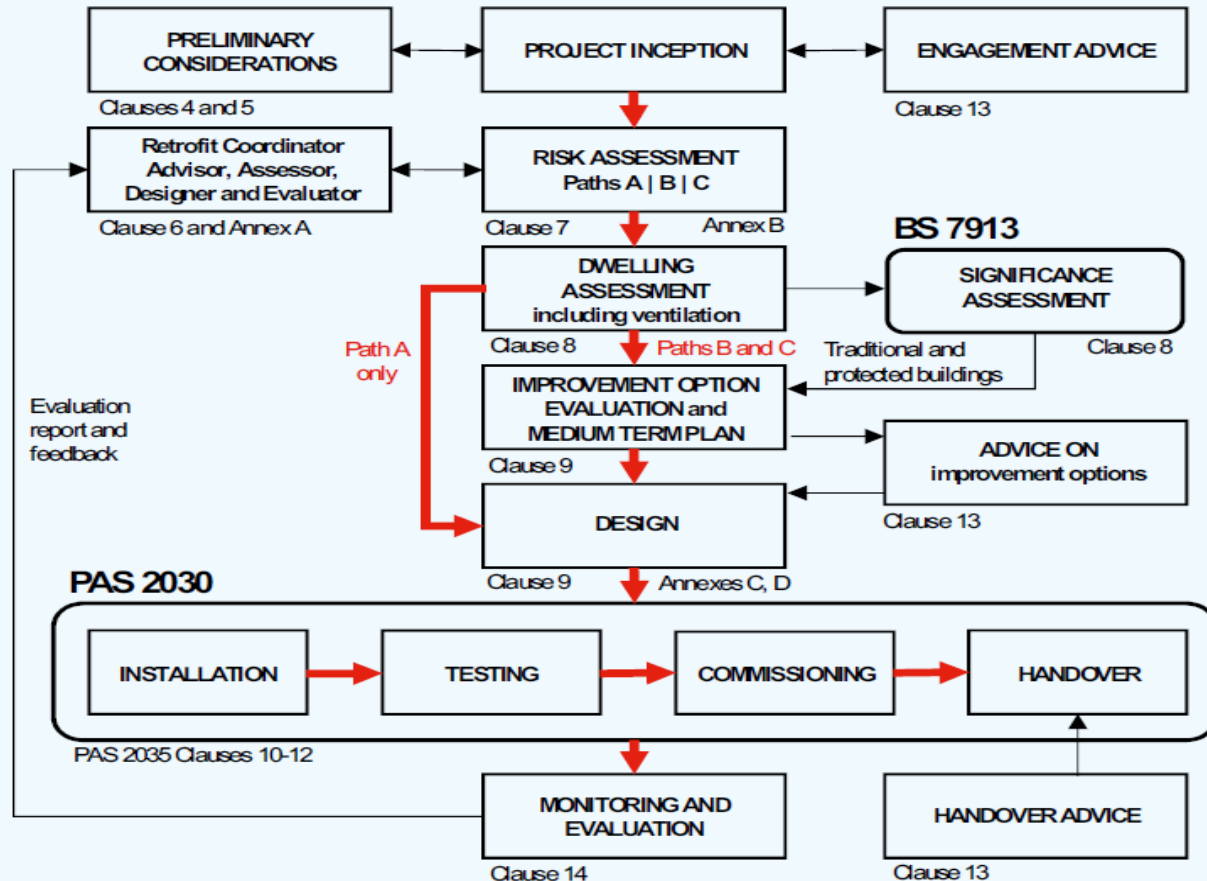 PRELIMINARY
CONSIDERATIONS
PROJECT INCEPTION
ENGAGEMENT ADVICE
Clauses 4 and 5
Clause 13
Retrofit Coordinator
Advisor, Assessor,
Designer and Evaluator
RISK ASSESSMENT
Paths A | B | C
Clause 6 and Annex A
Clause 7
Annex B
BS 7913
DWELLING
ASSESSMENT
including ventilation
SIGNIFICANCE
ASSESSMENT
Path A
only
Clause 8
Paths B and C
Traditional and
protected buildings
Clause 8
Evaluation
report and
feedback
IMPROVEMENT OPTION
EVALUATION and
MEDIUM TERM PLAN
ADVICE ON
improvement options
Clause 9
Clause 13
DESIGN
PAS 2030
Clause 9
Annexes C, D
INSTALLATION
TESTING
COMMISSIONING
HANDOVER
PAS 2035 Clauses 10-12
MONITORING AND
EVALUATION
HANDOVER ADVICE
Clause 14
Clause 13